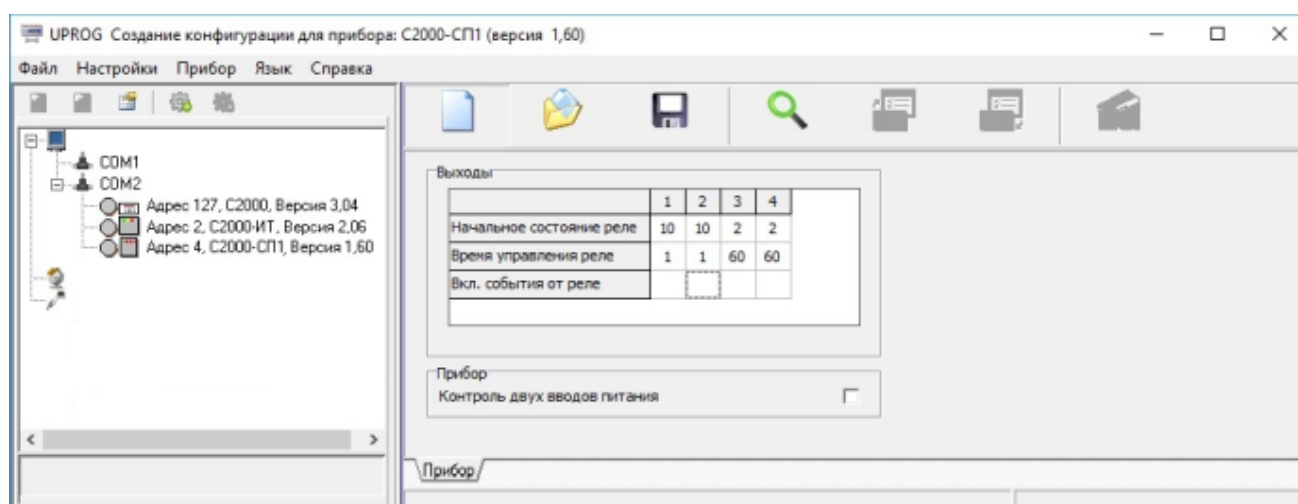 UPROG Создание конфигурации для прибора: С2000-СП1 (версия 1,60)
Файл Настройки Прибор Язык Справка
COM1
COM2
Адрес 127, С2000, Версия 3,04
Адрес 2, С2000-ИТ, Версия 2,06
Адрес 4, С2000-СП1, Версия 1,60
Выходы
1 2 3 4
Начальное состояние реле 10 10 2 2
Время управления реле 1 1 60 60
Вкл. события от реле
Прибор
Контроль двух вводов питания
Прибор